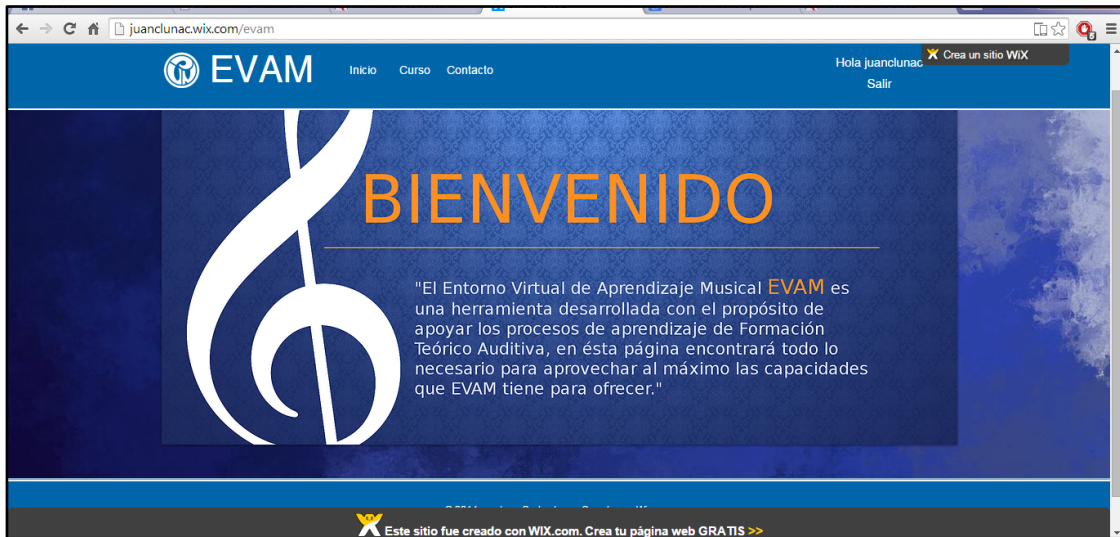 juanclunac.wix.com/evam
EVAM
Inicio Curso Contacto
Hola juanclunac
Salir
Crea un sitio WiX
BIENVENIDO
"El Entorno Virtual de Aprendizaje Musical EVAM es
una herramienta desarrollada con el propósito de
apoyar los procesos de aprendizaje de Formación
Teórico Auditiva, en ésta página encontrará todo lo
necesario para aprovechar al máximo las capacidades
que EVAM tiene para ofrecer."
Este sitio fue creado con WIX.com. Crea tu página web GRATIS >>